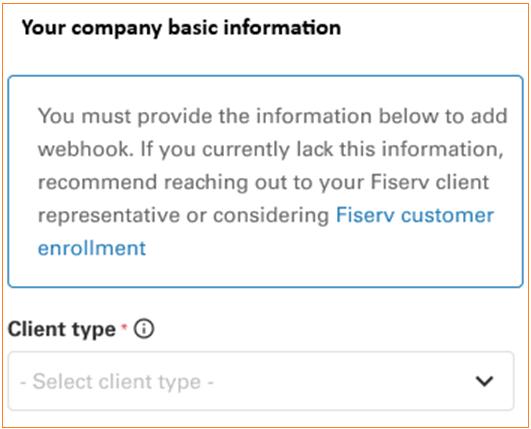 Your company basic information
You must provide the information below to add
webhook. If you currently lack this information,
recommend reaching out to your Fiserv client
representative or considering Fiserv customer
enrollment
Client type *
- Select client type -